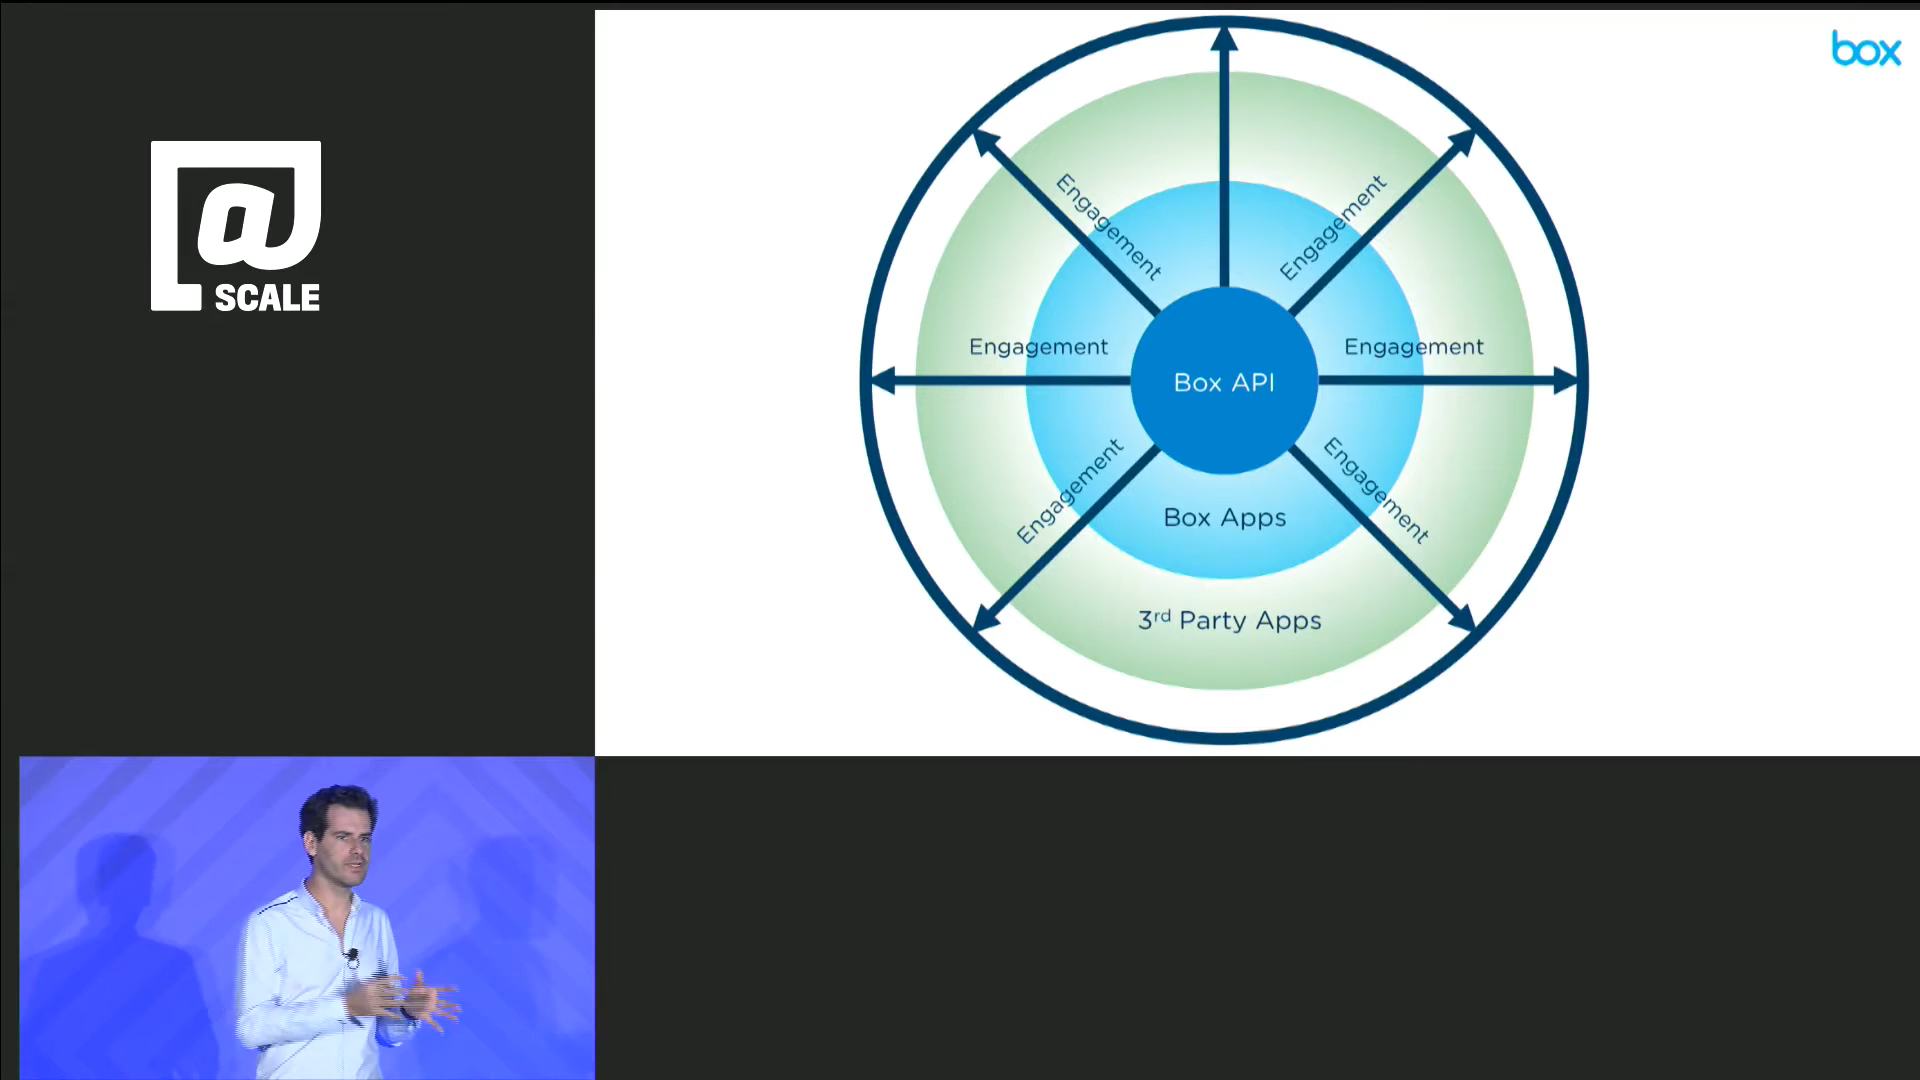 @
SCALE
box
Engagement
Engagement
Engagement
Engagement
Box API
Engagement
Engagement
Box Apps
3rd Party Apps